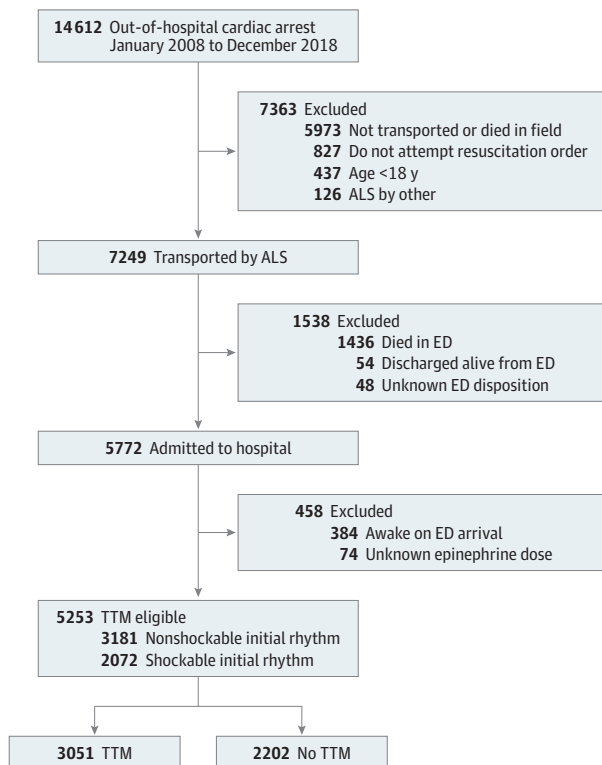 14 612 Out-of-hospital cardiac arrest
January 2008 to December 2018
7363 Excluded
5973 Not transported or died in field
827 Do not attempt resuscitation order
437 Age <18 y
126 ALS by other
7249 Transported by ALS
1538 Excluded
1436 Died in ED
54 Discharged alive from ED
48 Unknown ED disposition
5772 Admitted to hospital
458 Excluded
384 Awake on ED arrival
74 Unknown epinephrine dose
5253 TTM eligible
3181 Nonshockable initial rhythm
2072 Shockable initial rhythm
3051 TTM
2202 No TTM